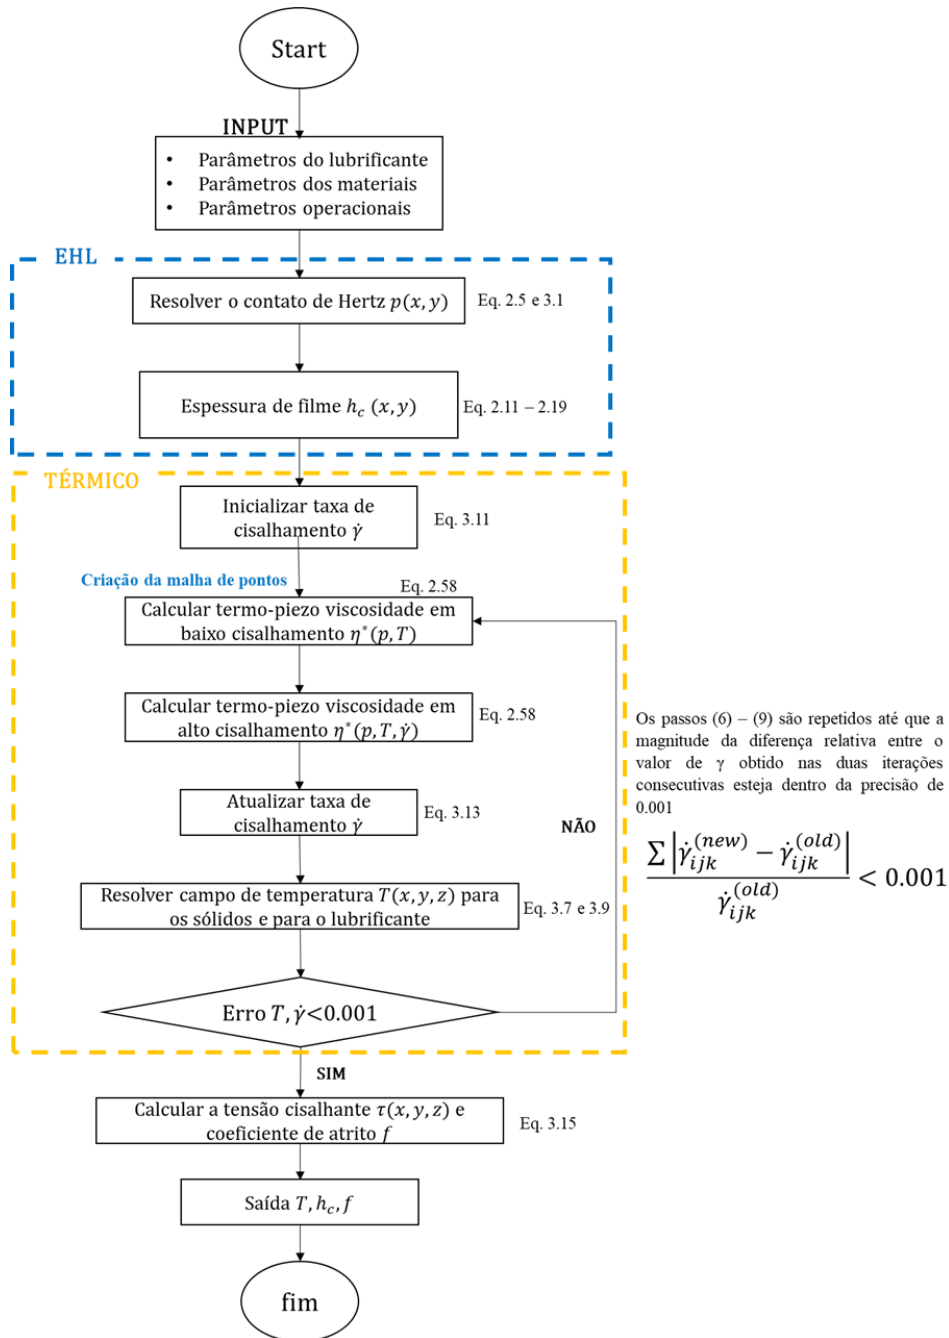 Start
INPUT
• Parâmetros do lubrificante
• Parâmetros dos materiais
• Parâmetros operacionais
EHL
Resolver o contato de Hertz p(x, y)
Eq. 2.5 e 3.1
Espessura de filme h_c (x, y)
Eq. 2.11 – 2.19
TÉRMICO
Inicializar taxa de
cisalhamento γ̇
Eq. 3.11
Criação da malha de pontos
Eq. 2.58
Calcular termo-piezo viscosidade em
baixo cisalhamento η*(p, T)
Calcular termo-piezo viscosidade em
alto cisalhamento η*(p, T, γ̇)
Eq. 2.58
Atualizar taxa de
cisalhamento γ̇
Eq. 3.13
NÃO
Resolver campo de temperatura T(x, y, z) para
os sólidos e para o lubrificante
Eq. 3.7 e 3.9
Erro T, γ̇<0.001
Os passos (6) – (9) são repetidos até que a
magnitude da diferença relativa entre o
valor de γ obtido nas duas iterações
consecutivas esteja dentro da precisão de
0.001
∑ |γ̇_ijk^(new) − γ̇_ijk^(old)| / γ̇_ijk^(old) < 0.001
SIM
Calcular a tensão cisalhante τ(x, y, z) e
coeficiente de atrito f
Eq. 3.15
Saída T, h_c, f
fim